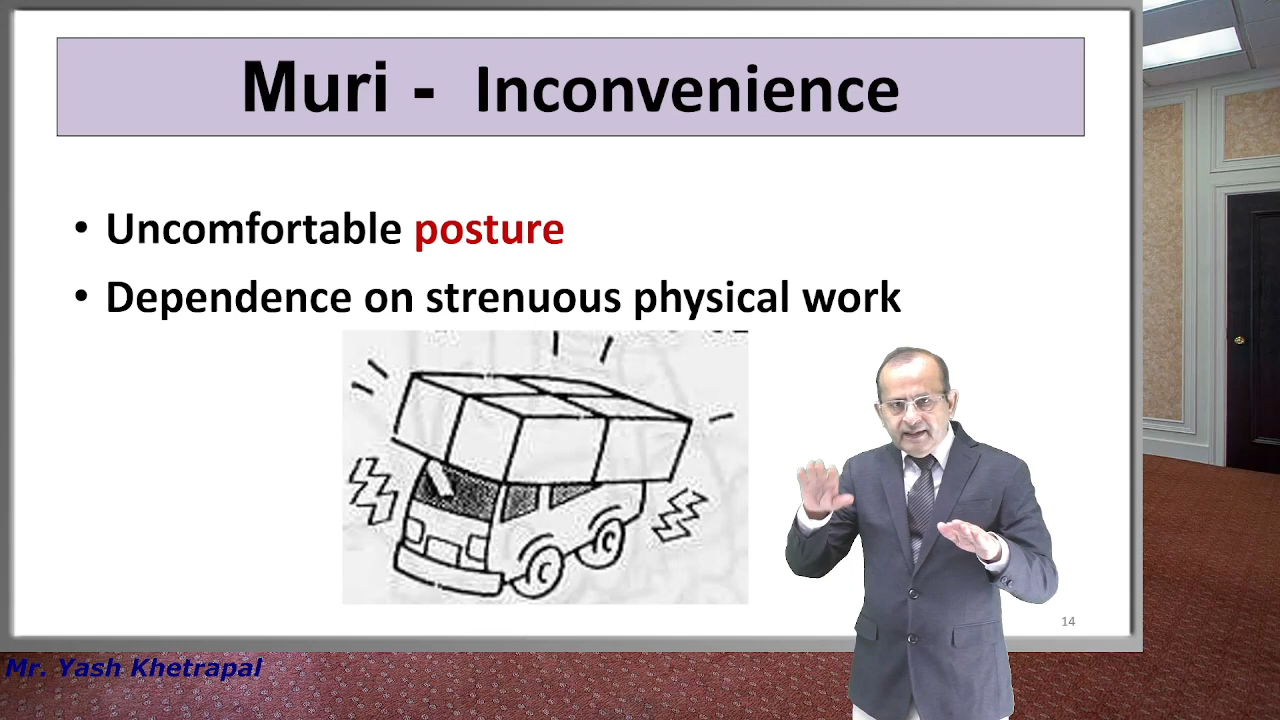 Muri - Inconvenience
• Uncomfortable posture
• Dependence on strenuous physical work
14
Mr. Yash Khetrapal